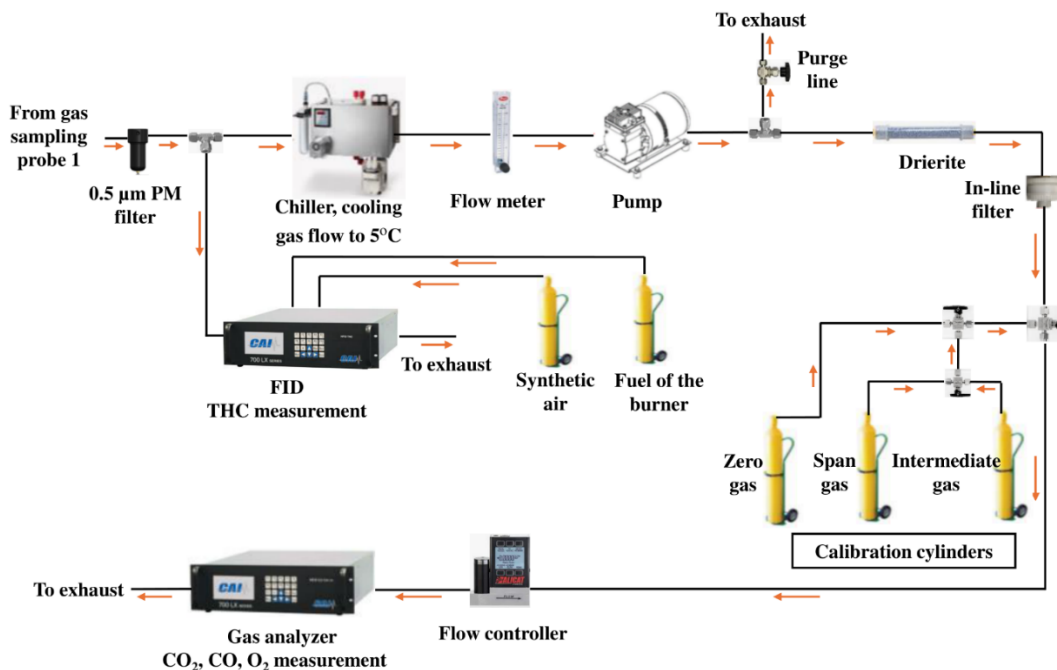 To exhaust
Purge
line
From gas
sampling
probe 1
0.5 µm PM
filter
Chiller, cooling
gas flow to 5°C
Flow meter
Pump
Drierite
In-line
filter
CAI
700 LX SERIES
FID
THC measurement
To exhaust
Synthetic
air
Fuel of the
burner
Zero
gas
Span
gas
Intermediate
gas
Calibration cylinders
To exhaust
CAI
700 LX SERIES
Gas analyzer
CO₂, CO, O₂ measurement
ALICAT
Flow controller